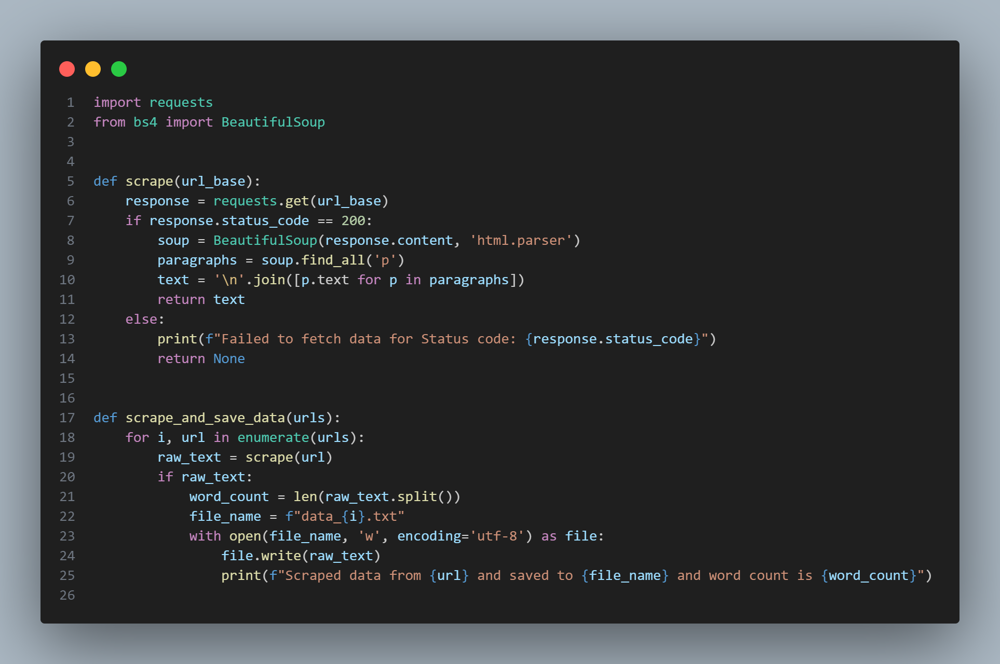 1 import requests
2 from bs4 import BeautifulSoup
3
4
5 def scrape(url_base):
6     response = requests.get(url_base)
7     if response.status_code == 200:
8         soup = BeautifulSoup(response.content, 'html.parser')
9         paragraphs = soup.find_all('p')
10         text = '\n'.join([p.text for p in paragraphs])
11         return text
12     else:
13         print(f"Failed to fetch data for Status code: {response.status_code}")
14         return None
15
16
17 def scrape_and_save_data(urls):
18     for i, url in enumerate(urls):
19         raw_text = scrape(url)
20         if raw_text:
21             word_count = len(raw_text.split())
22             file_name = f"data_{i}.txt"
23             with open(file_name, 'w', encoding='utf-8') as file:
24                 file.write(raw_text)
25                 print(f"Scraped data from {url} and saved to {file_name} and word count is {word_count}")
26